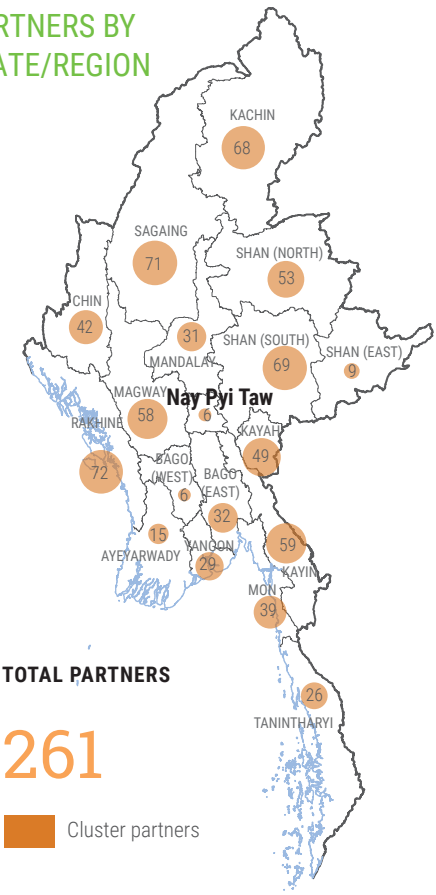 RTNERS BY
ATE/REGION
KACHIN
68
SAGAING
71
SHAN (NORTH)
53
CHIN
42
31
MANDALAY
SHAN (SOUTH)
69
SHAN (EAST)
9
MAGWAY
58
Nay Pyi Taw
6
RAKHINE
72
KAYAH
49
BAGO
(WEST)
6
BAGO
(EAST)
32
15
AYEYARWADY
YANGON
29
59
KAYIN
MON
39
26
TANINTHARYI
TOTAL PARTNERS
261
Cluster partners